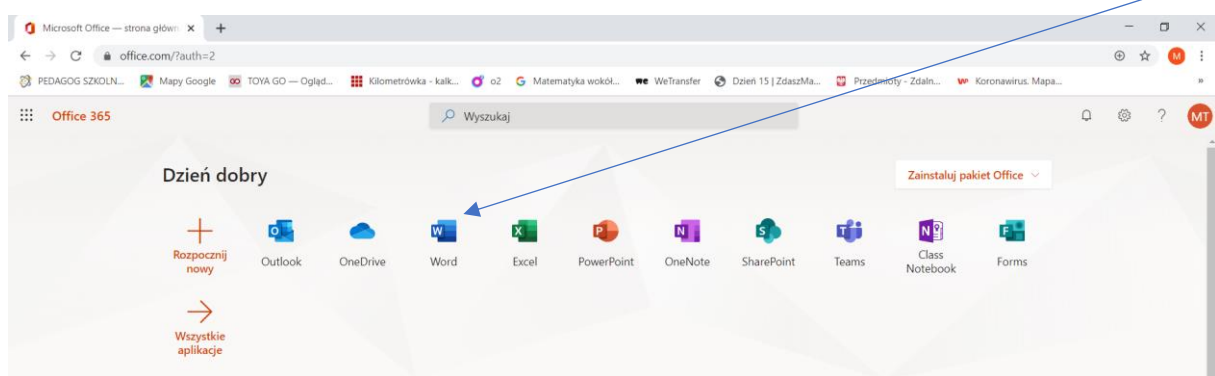 Microsoft Office — strona główn
office.com/?auth=2
M
PEDAGOG SZKOLN...
Mapy Google
TOYA GO — Ogląd...
Kilometrówka - kalk...
o2
Matematyka wokół...
WeTransfer
Dzień 15 | ZdaszMa...
Przedmioty - Zdaln...
Koronawirus. Mapa...
Office 365
Wyszukaj
MT
Dzień dobry
Zainstaluj pakiet Office
Rozpocznij
nowy
Outlook
OneDrive
Word
Excel
PowerPoint
OneNote
SharePoint
Teams
Class
Notebook
Forms
Wszystkie
aplikacje